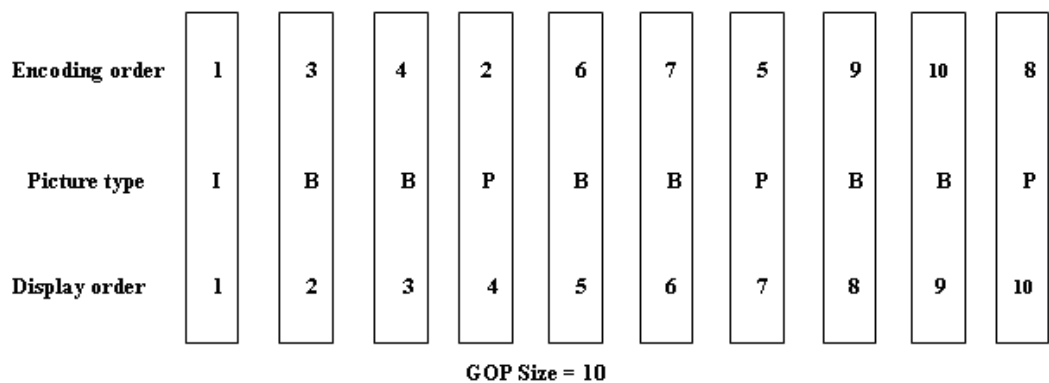 Encoding order 1 3 4 2 6 7 5 9 10 8
Picture type I B B P B B P B B P
Display order 1 2 3 4 5 6 7 8 9 10
GOP Size = 10